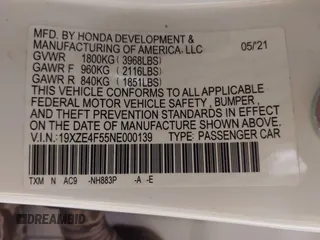 MFD. BY HONDA DEVELOPMENT &
MANUFACTURING OF AMERICA, LLC 05/21
GVWR 1800KG (3968LBS)
GAWR F 960KG (2116LBS)
GAWR R 840KG (1851LBS)
THIS VEHICLE CONFORMS TO ALL APPLICABLE
FEDERAL MOTOR VEHICLE SAFETY, BUMPER,
AND THEFT PREVENTION STANDARDS IN EFFECT
ON THE DATE OF MANUFACTURE SHOWN ABOVE.
V.I.N.:19XZE4F55NE000139 TYPE: PASSENGER CAR
TXM N AC9 -NH883P -A -E
DREAMBID